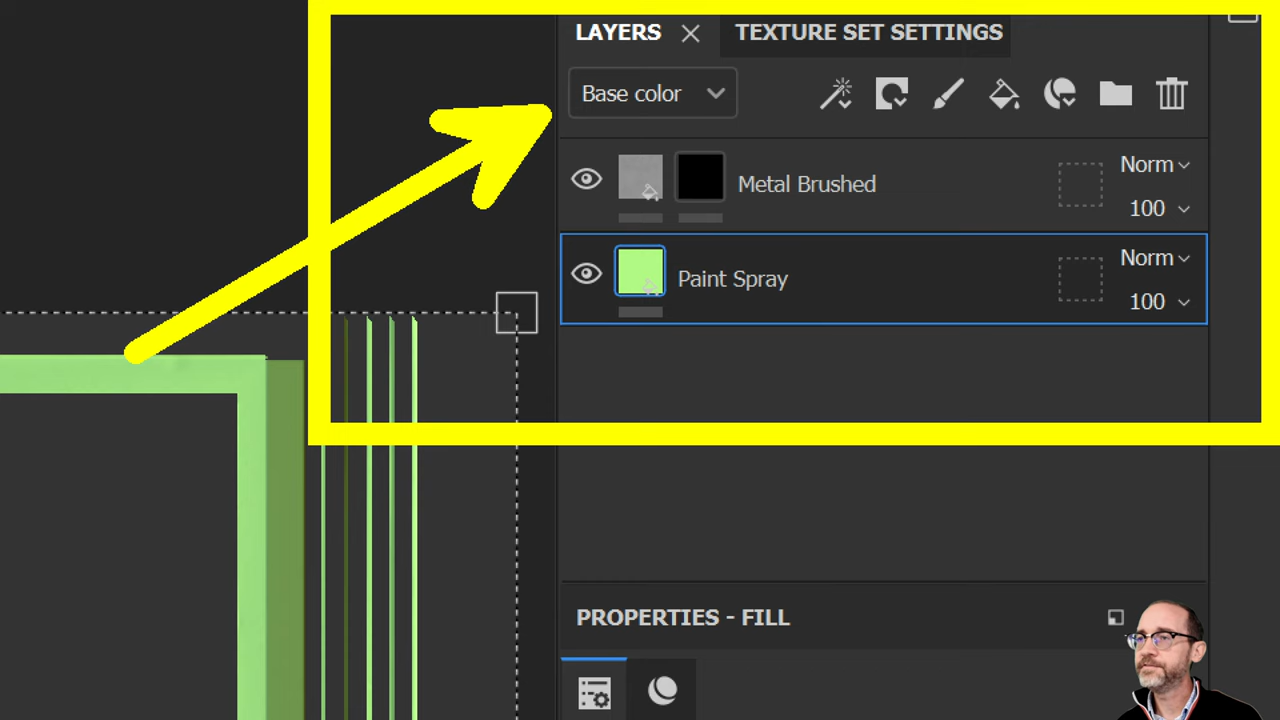 LAYERS TEXTURE SET SETTINGS
Base color
Metal Brushed Norm
100
Paint Spray Norm
100
PROPERTIES - FILL